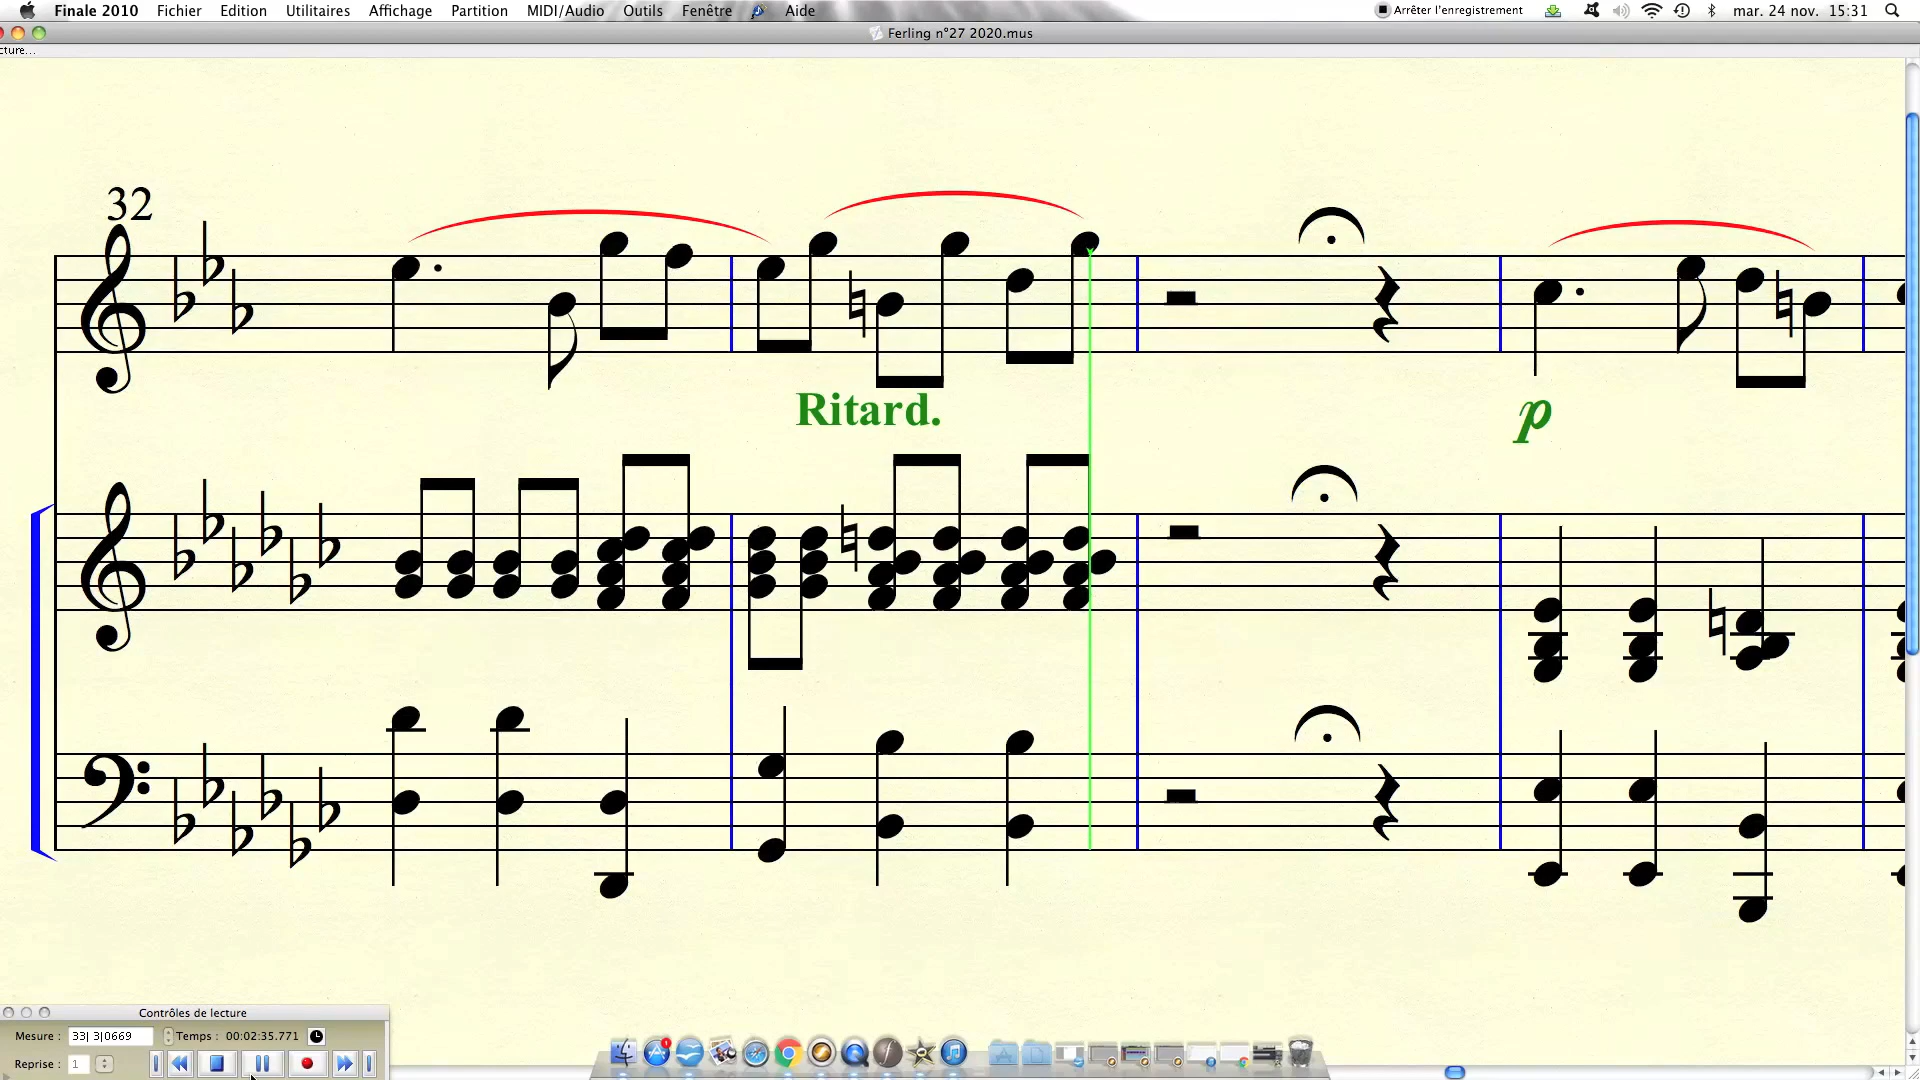 Finale 2010 Fichier Edition Utilitaires Affichage Partition MIDI/Audio Outils Fenêtre Aide Arrêter l'enregistrement mar. 24 nov. 15:31
Ferling n°27 2020.mus
cture...
32
Ritard.
p
Contrôles de lecture
Mesure : 33| 3|0669 Temps : 00:02:35.771
Reprise : 1